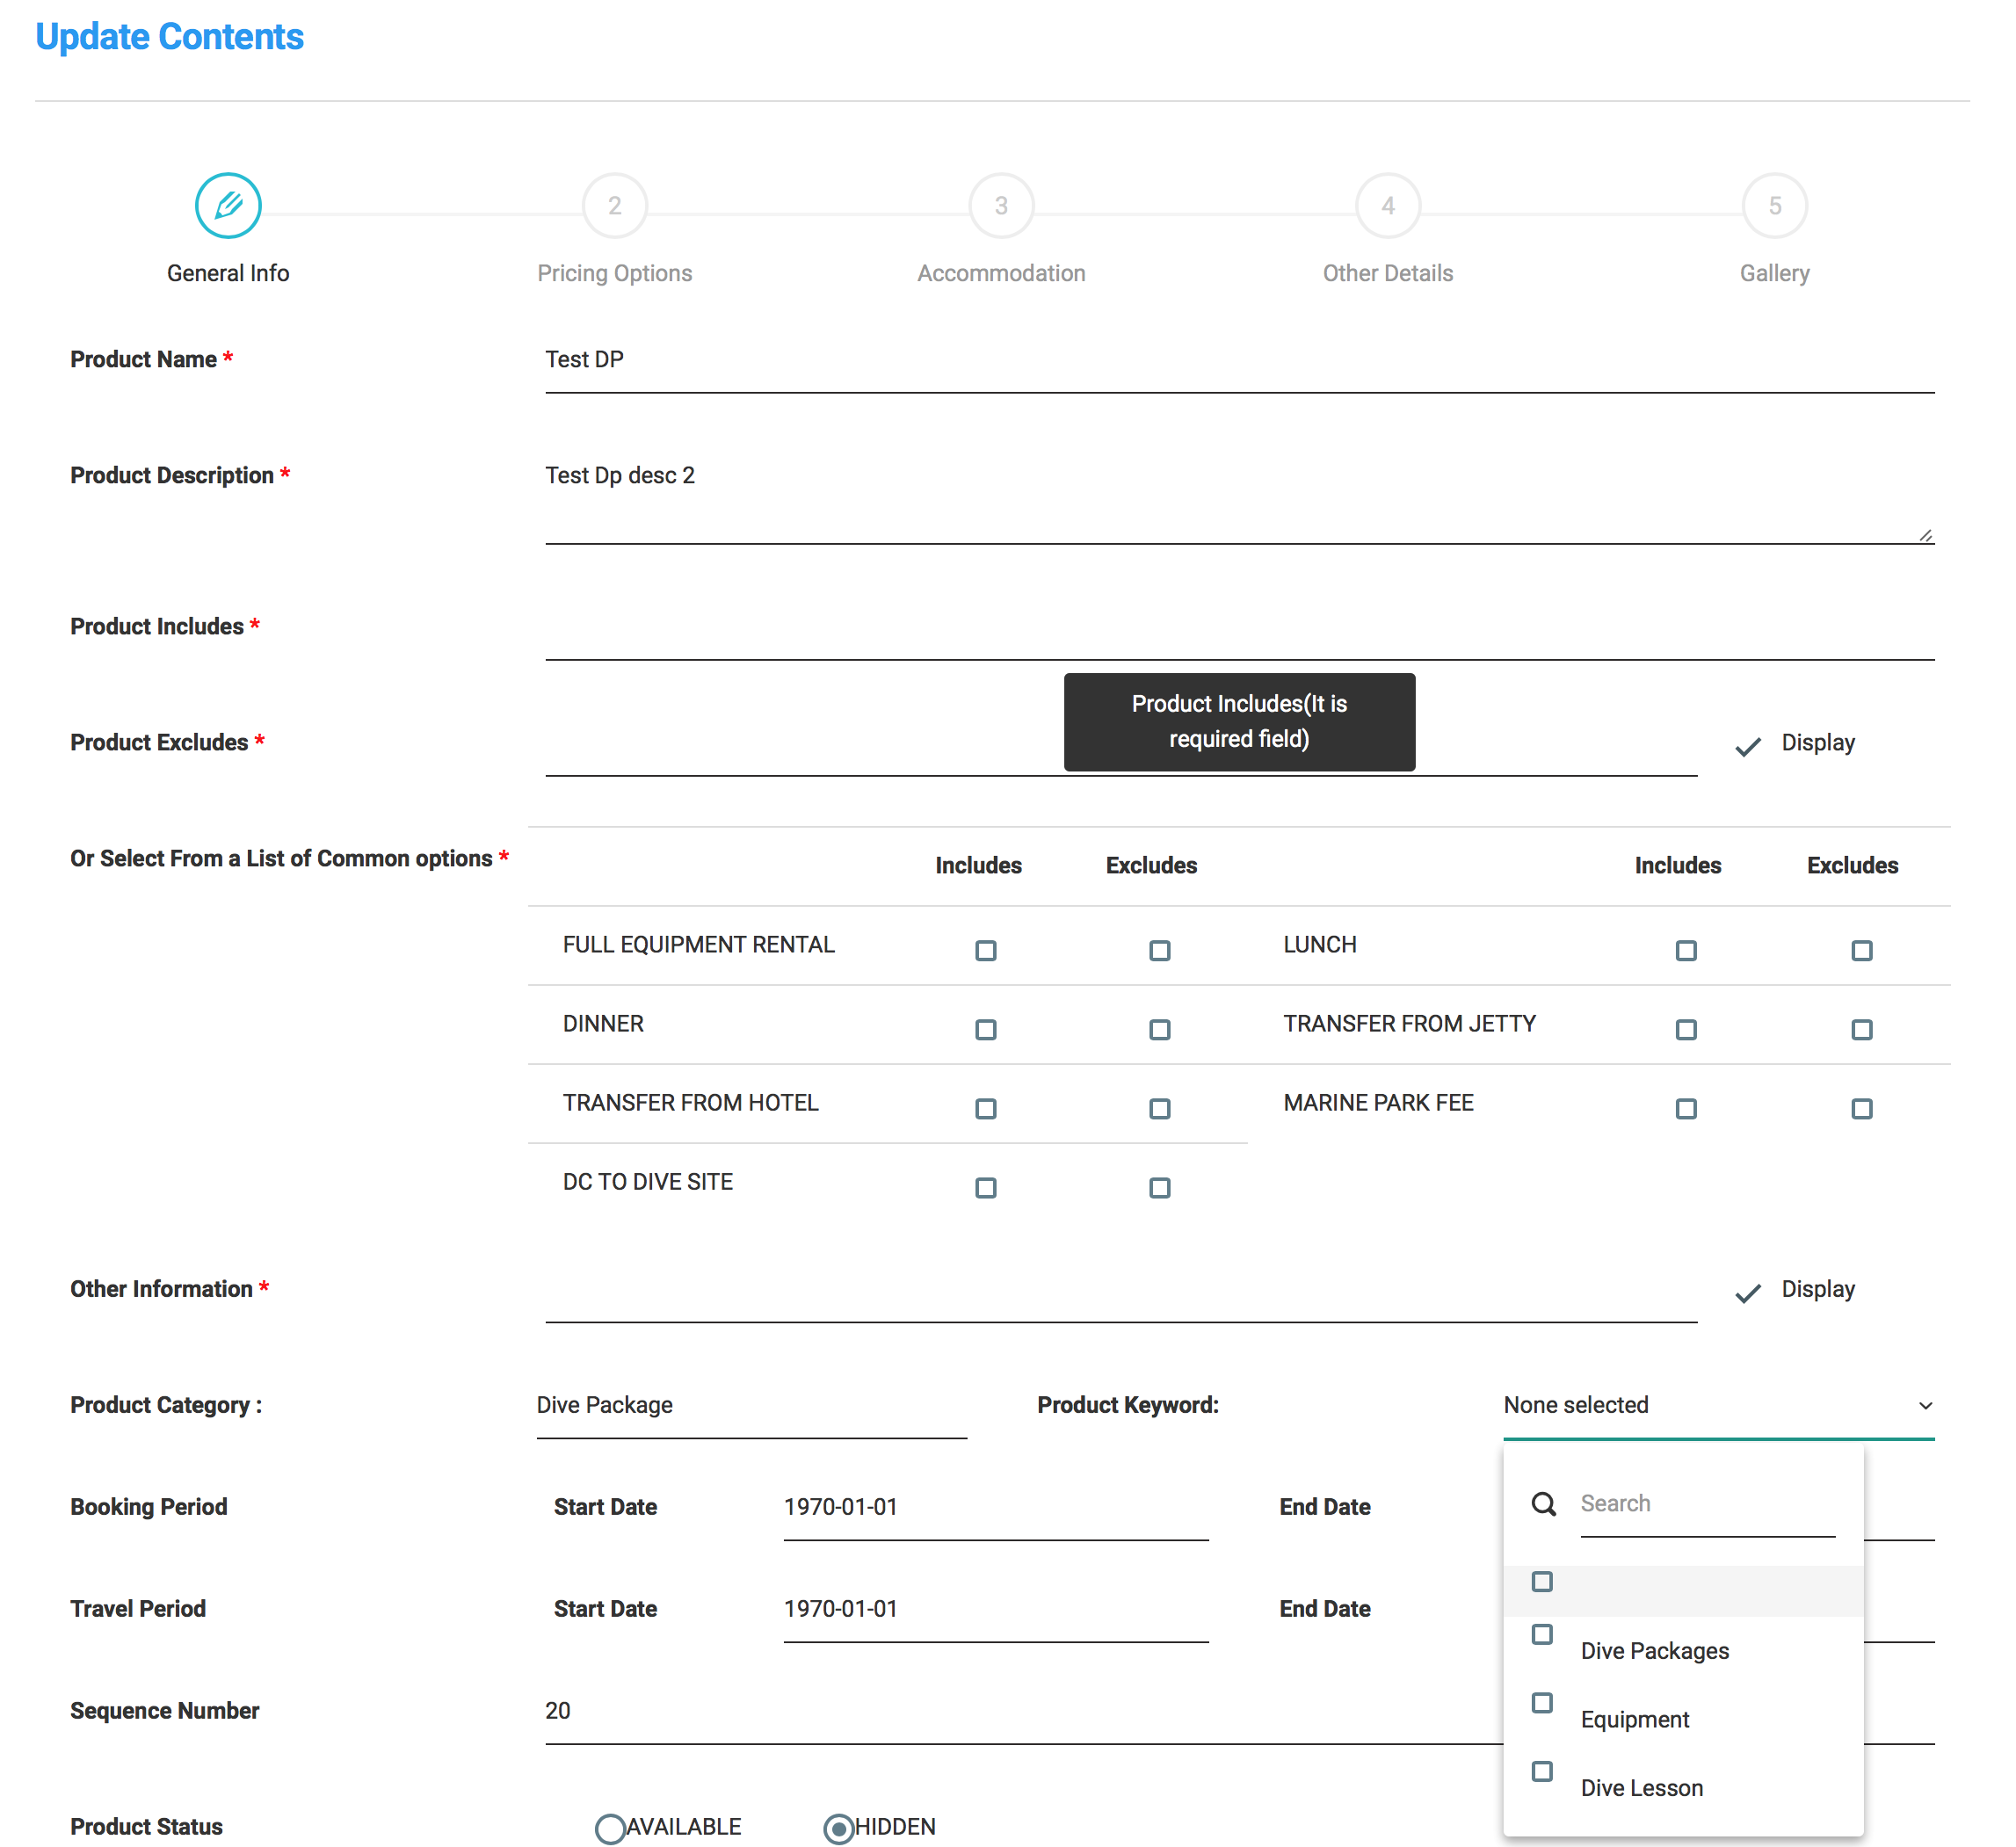 Update Contents
2
3
4
5
General Info
Pricing Options
Accommodation
Other Details
Gallery
Product Name *
Test DP
Product Description *
Test Dp desc 2
Product Includes *
Product Includes(It is
required field)
Product Excludes *
Display
Or Select From a List of Common options *
Includes
Excludes
Includes
Excludes
FULL EQUIPMENT RENTAL
LUNCH
DINNER
TRANSFER FROM JETTY
TRANSFER FROM HOTEL
MARINE PARK FEE
DC TO DIVE SITE
Other Information *
Display
Product Category :
Dive Package
Product Keyword:
None selected
Booking Period
Start Date
1970-01-01
End Date
Search
Travel Period
Start Date
1970-01-01
End Date
Dive Packages
Sequence Number
20
Equipment
Dive Lesson
Product Status
AVAILABLE
HIDDEN